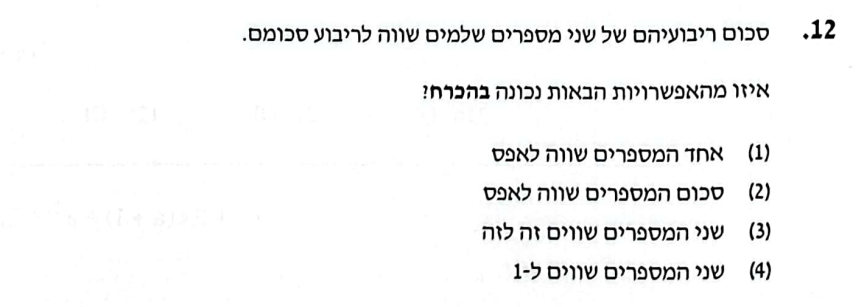 12. סכום ריבועיהם של שני מספרים שלמים שווה לריבוע סכומם.
איזו מהאפשרויות הבאות נכונה בהכרח?
(1) אחד המספרים שווה לאפס
(2) סכום המספרים שווה לאפס
(3) שני המספרים שווים זה לזה
(4) שני המספרים שווים ל-1